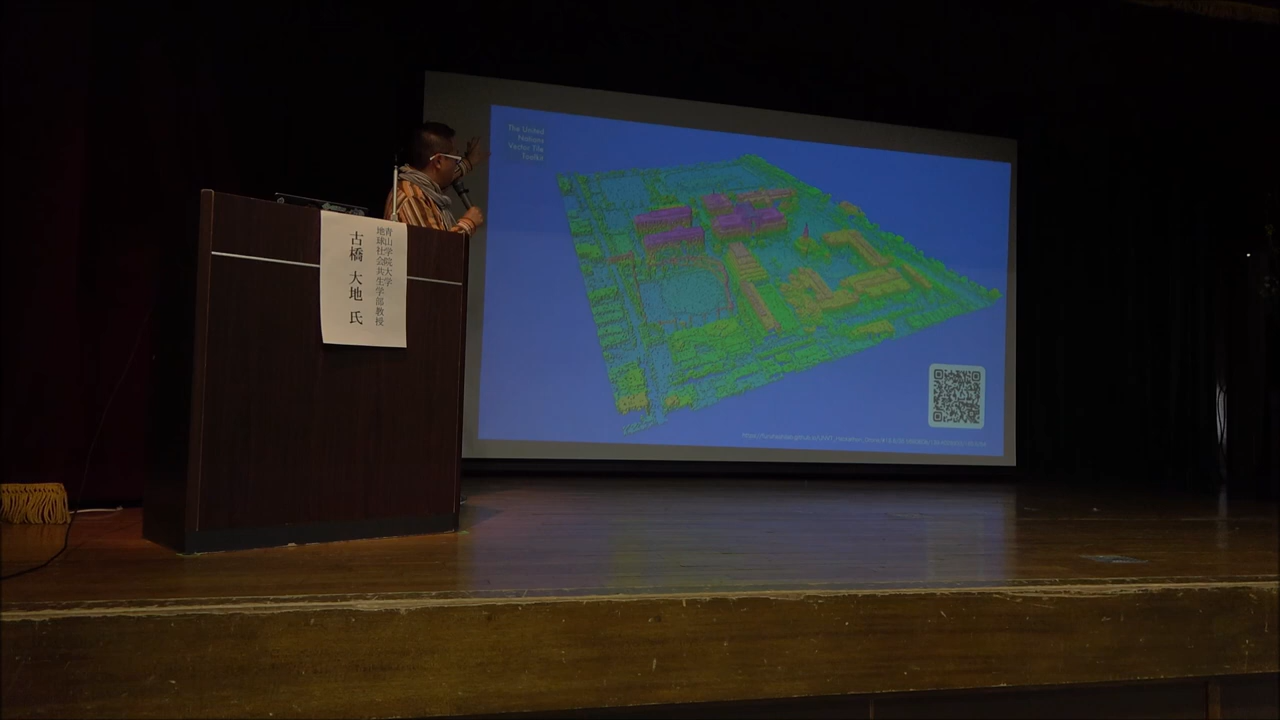 青山学院大学
地球社会共生学部教授
古橋 大地 氏
The United
Nations
Vector Tile
Toolkit